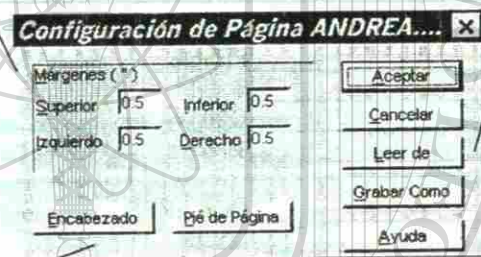 Configuración de Página ANDREA....
Márgenes ( " )
Superior 0.5 Inferior 0.5
Izquierdo 0.5 Derecho 0.5
Encabezado Pié de Página
Aceptar
Cancelar
Leer de
Grabar Como
Ayuda